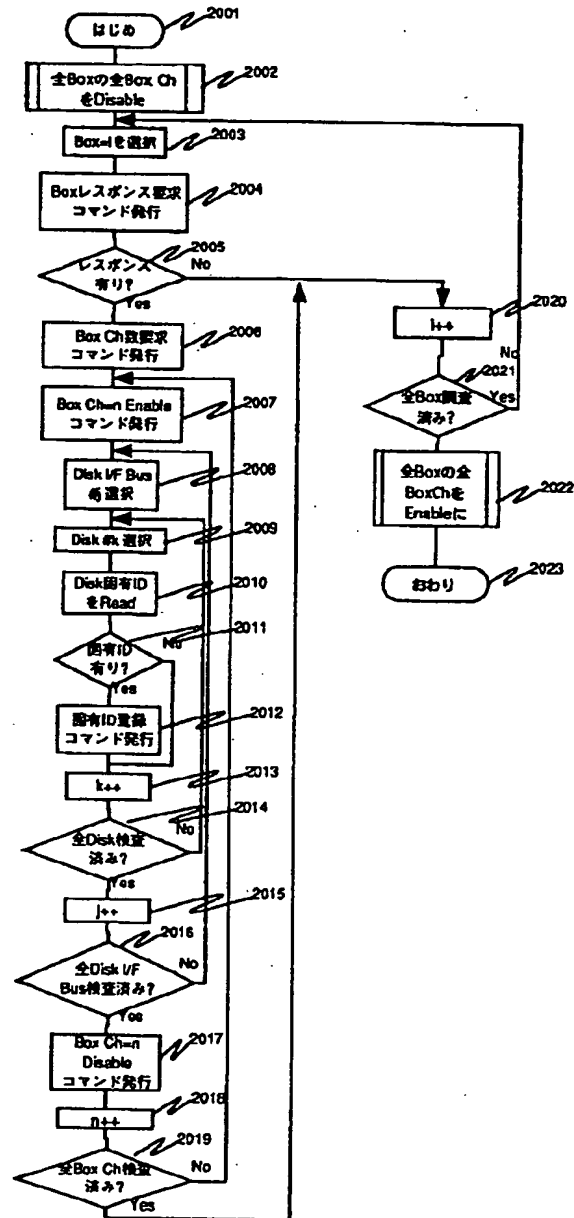 はじめ
2001
全Boxの全Box Ch
をDisable
2002
Box=iを選択
2003
Boxレスポンス要求
コマンド発行
2004
レスポンス
有り?
2005
No
Yes
Box Ch数要求
コマンド発行
2006
Box Ch=n Enable
コマンド発行
2007
Disk I/F Bus
#j選択
2008
Disk #k 選択
2009
Disk固有ID
をRead
2010
固有ID
有り?
2011
No
Yes
固有ID登録
コマンド発行
2012
k++
2013
全Disk検査
済み?
2014
No
Yes
j++
2015
全Disk I/F
Bus検査済み?
2016
No
Yes
Box Ch=n
Disable
コマンド発行
2017
n++
2018
全Box Ch検査
済み?
2019
No
Yes
i++
2020
全Box調査
済み?
2021
No
Yes
全Boxの全
BoxChを
Enableに
2022
おわり
2023